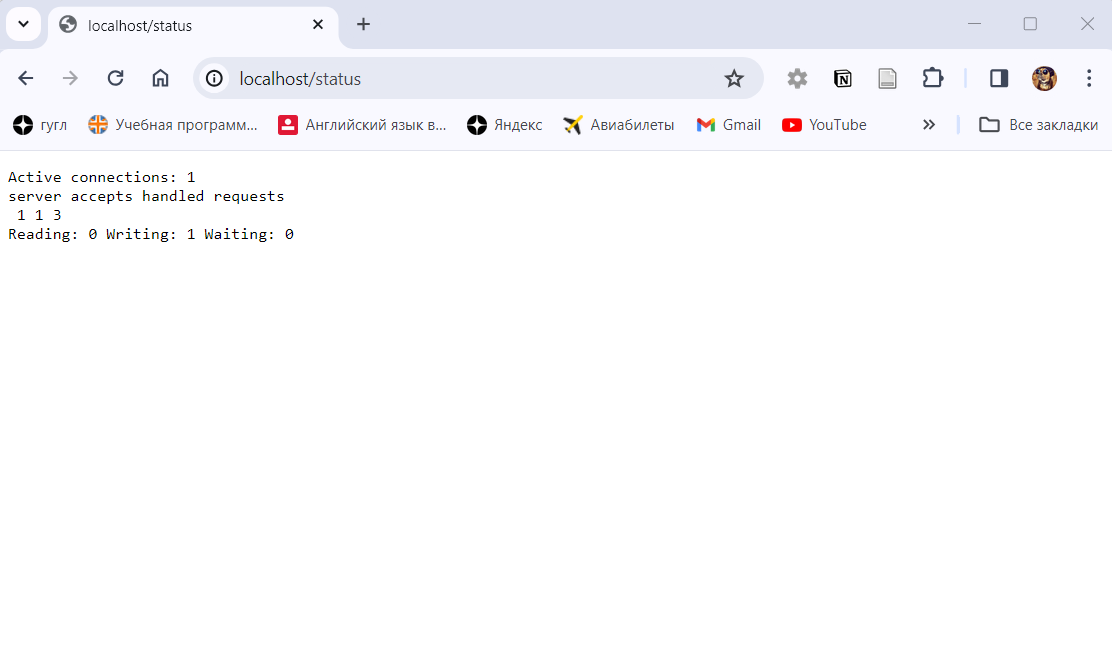 localhost/status
localhost/status
гугл Учебная программ... Английский язык в... Яндекс Авиабилеты Gmail YouTube Все закладки
Active connections: 1
server accepts handled requests
1 1 3
Reading: 0 Writing: 1 Waiting: 0